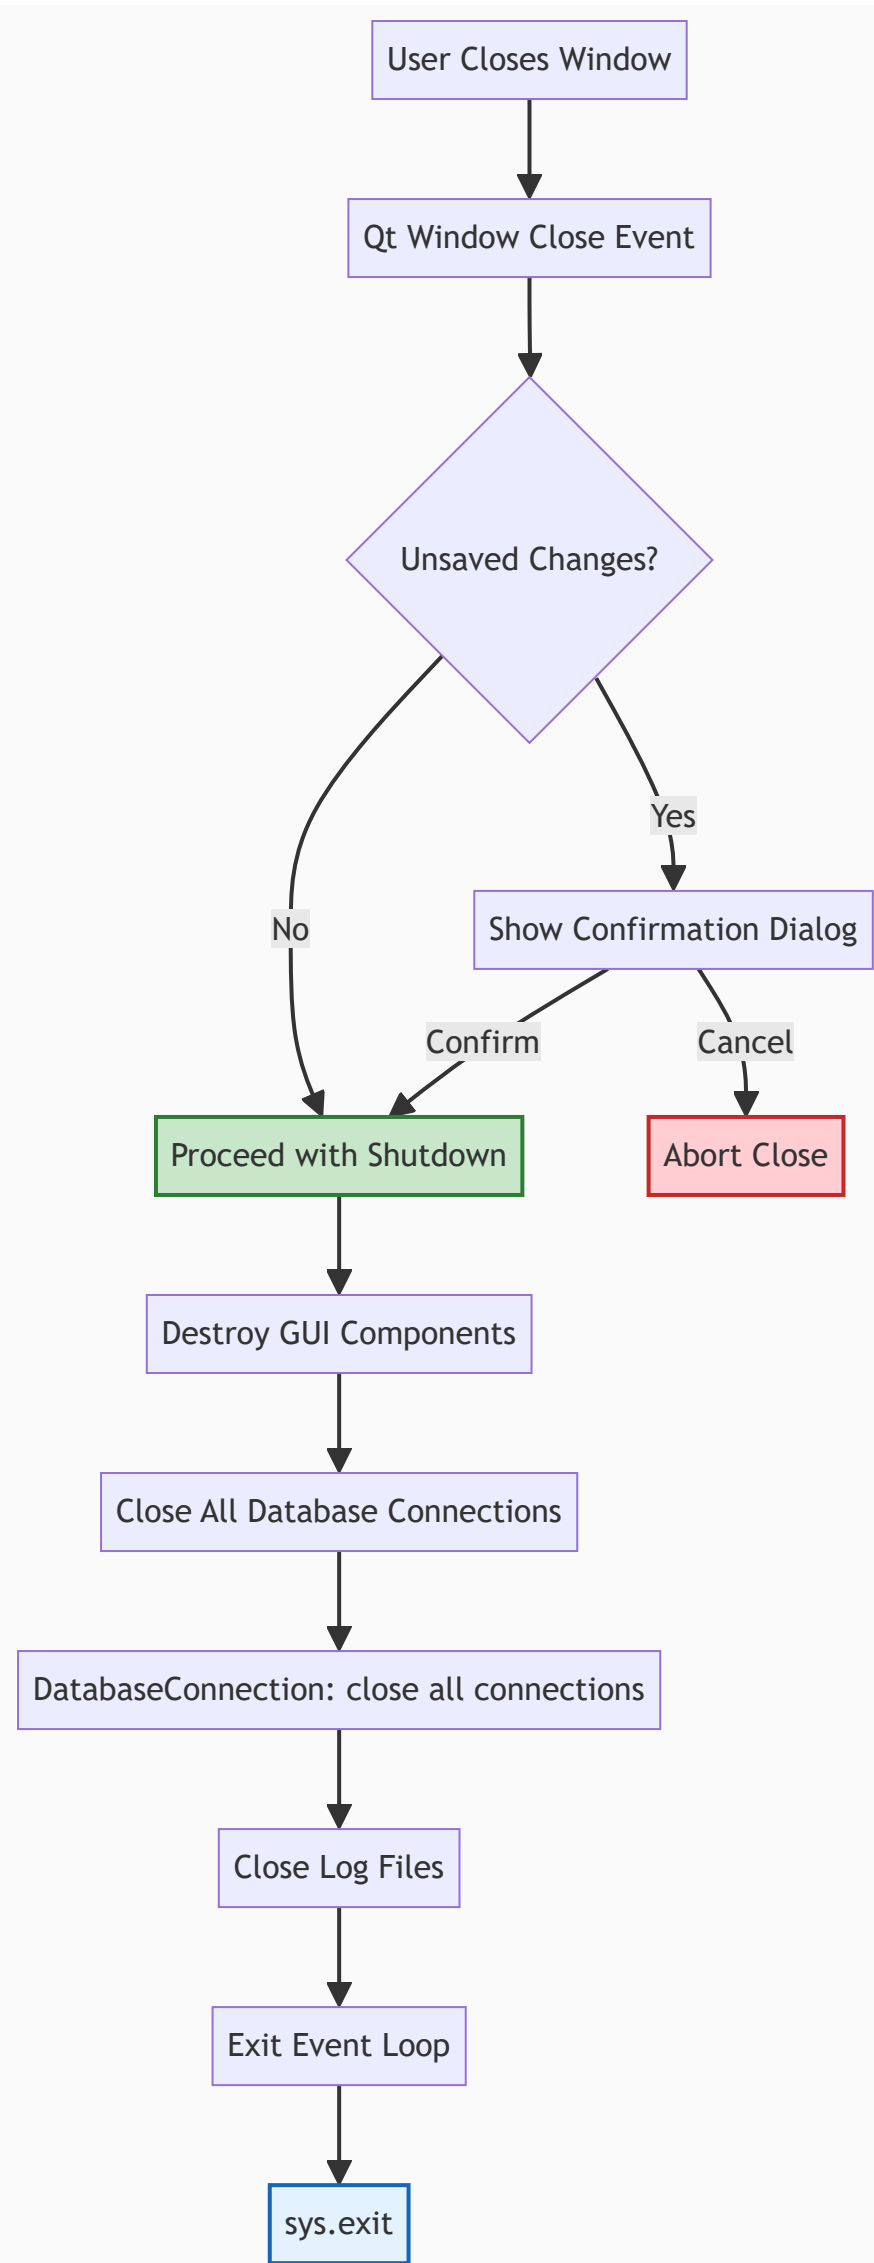 User Closes Window
Qt Window Close Event
Unsaved Changes?
Yes
No
Show Confirmation Dialog
Confirm
Cancel
Proceed with Shutdown
Abort Close
Destroy GUI Components
Close All Database Connections
DatabaseConnection: close all connections
Close Log Files
Exit Event Loop
sys.exit